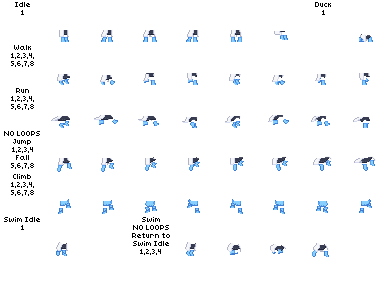 Idle
1
Duck
1
Walk
1,2,3,4,
5,6,7,8
Run
1,2,3,4,
5,6,7,8
NO LOOPS
Jump
1,2,3,4
Fall
5,6,7,8
Climb
1,2,3,4,
5,6,7,8
Swim Idle
1
Swim
NO LOOPS
Return to
Swim Idle
1,2,3,4